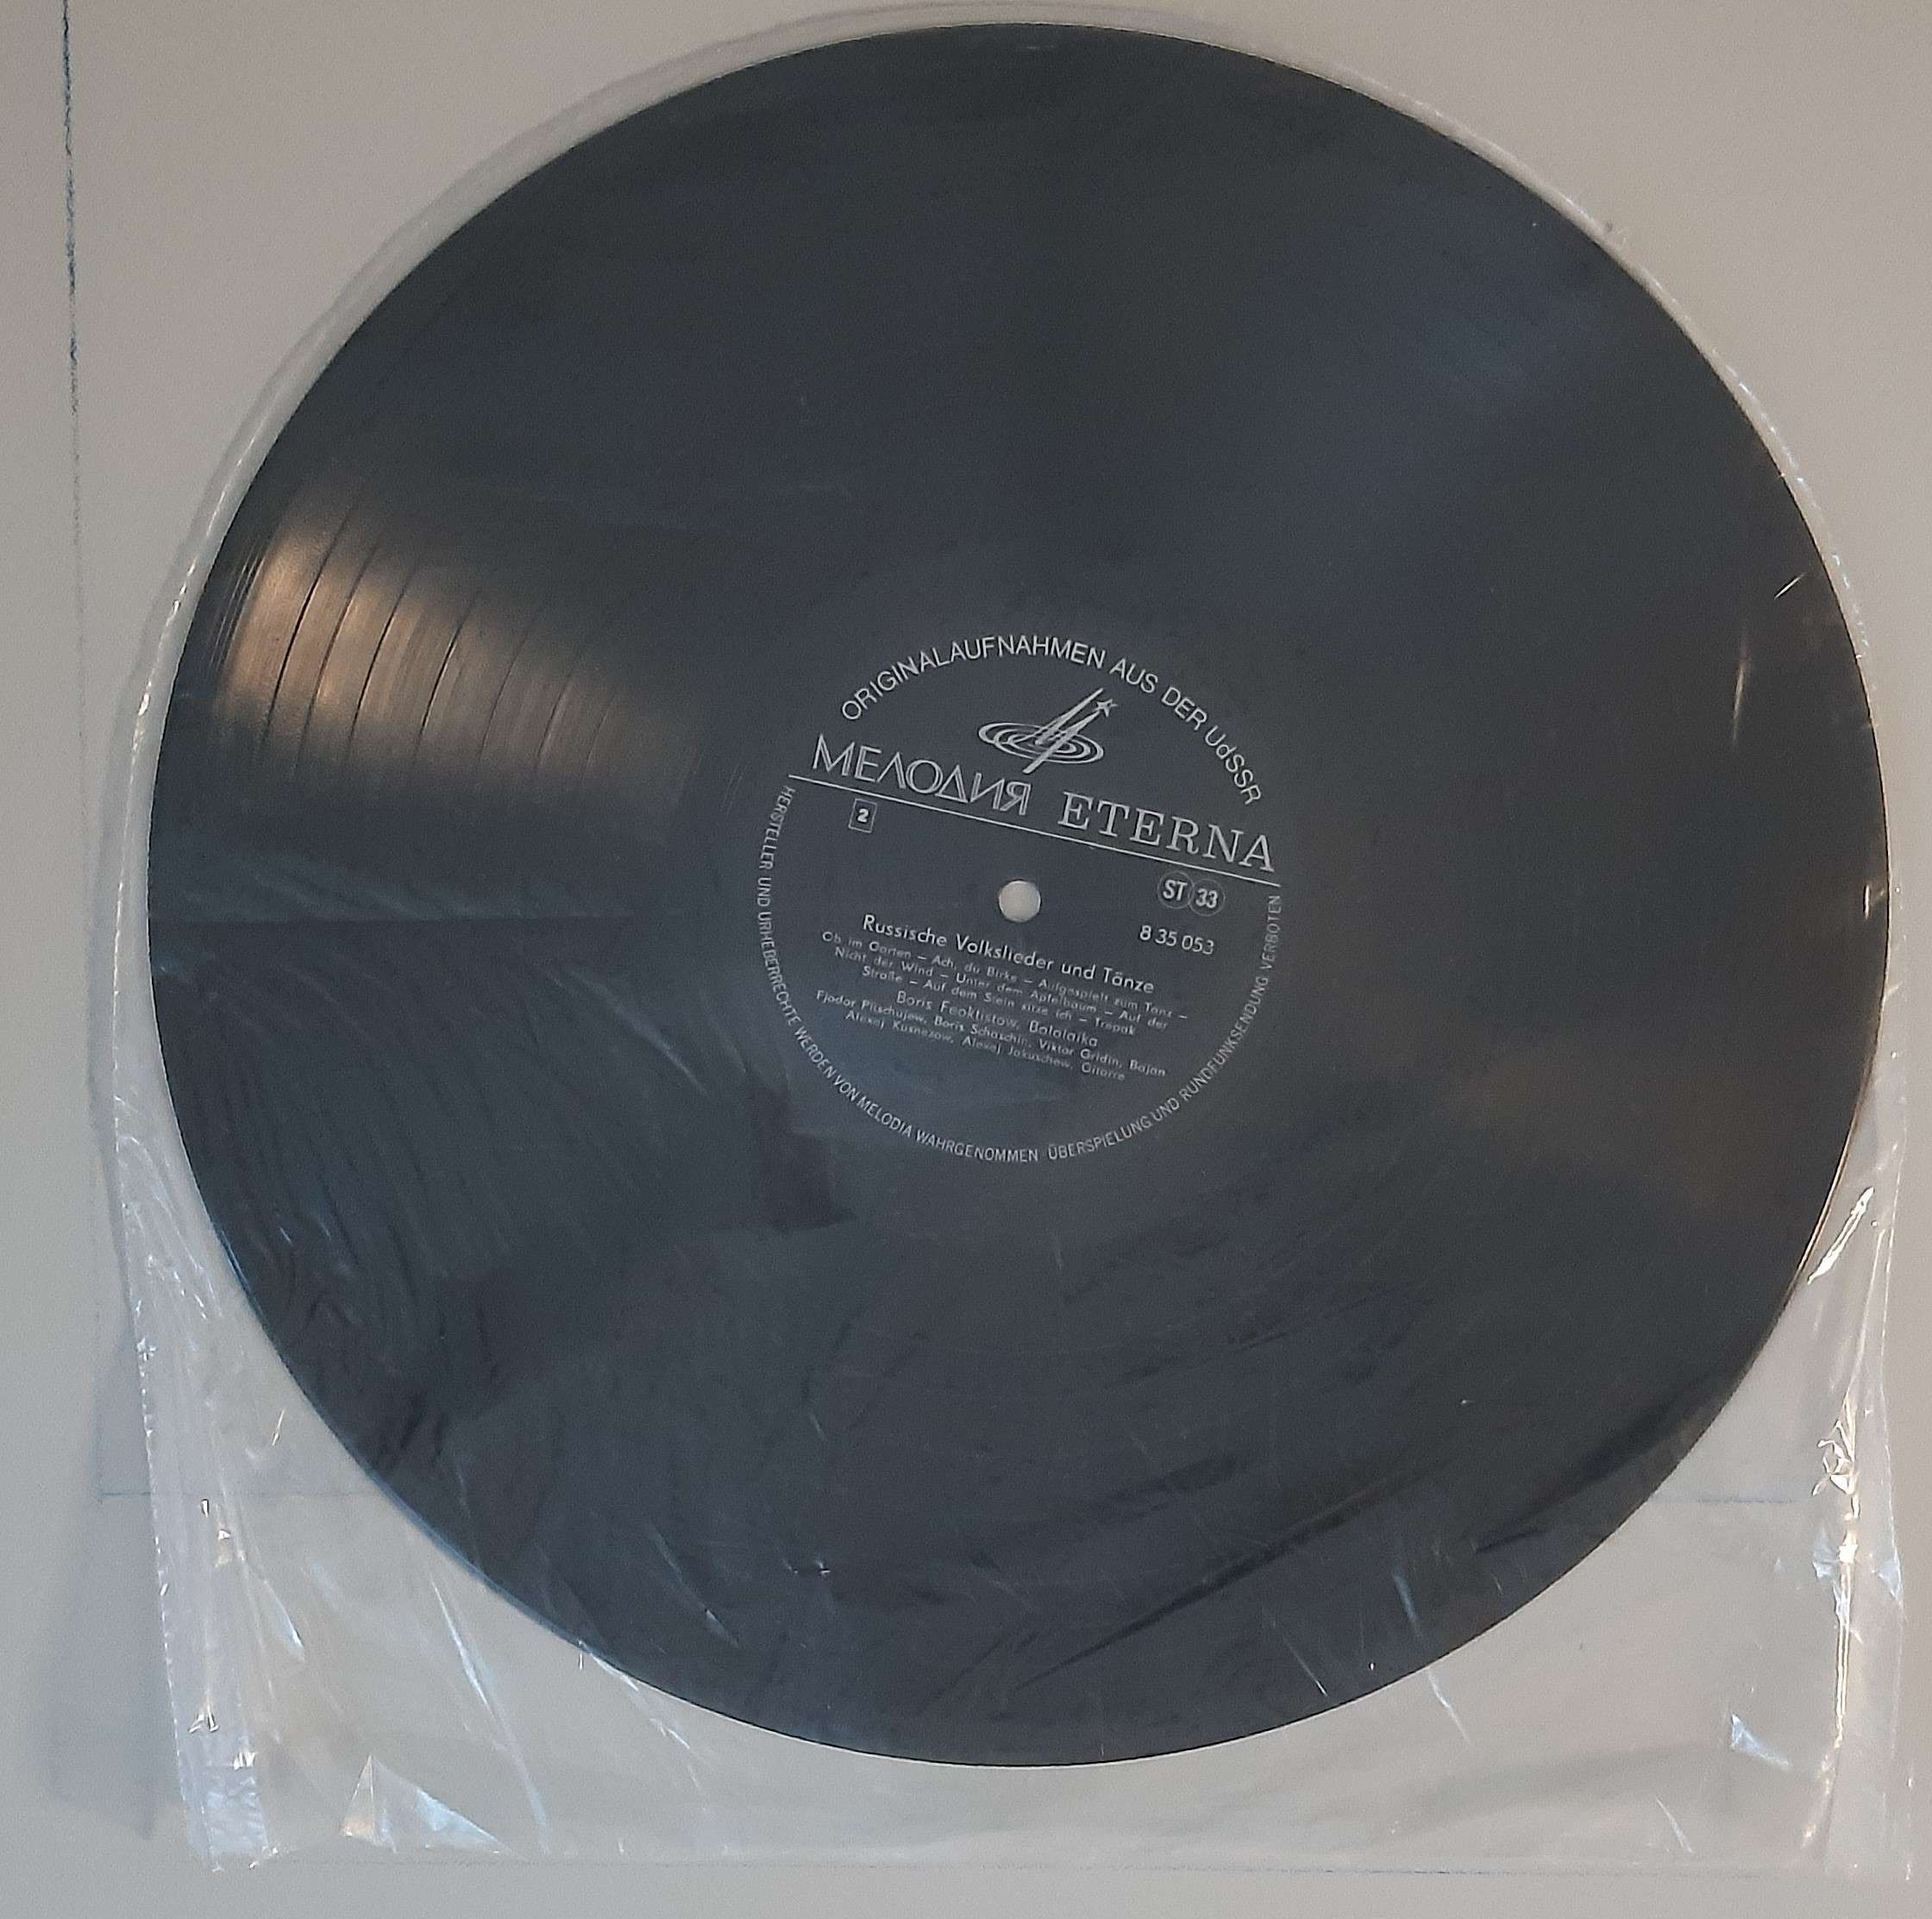 ORIGINALAUFNAHMEN AUS DER UdSSR
МЕЛОДИЯ ETERNA
2
ST 33
8 35 053
Russische Volkslieder und Tänze
Ob im Garten – Ach, du Birke – Aufgespielt zum Tanz –
Nicht der Wind – Unter dem Apfelbaum – Auf der
Straße – Auf dem Stein sitze ich – Trepak
Boris Feoktistow, Balalaika
Fjodor Plitschujew, Boris Schaschin, Viktor Gridin, Bajan
Alexej Kusnezow, Alexej Jakuschew, Gitarre
HERSTELLER UND URHEBERRECHTE WERDEN VON MELODIA WAHRGENOMMEN ÜBERSPIELUNG UND RUNDFUNKSENDUNG VERBOTEN